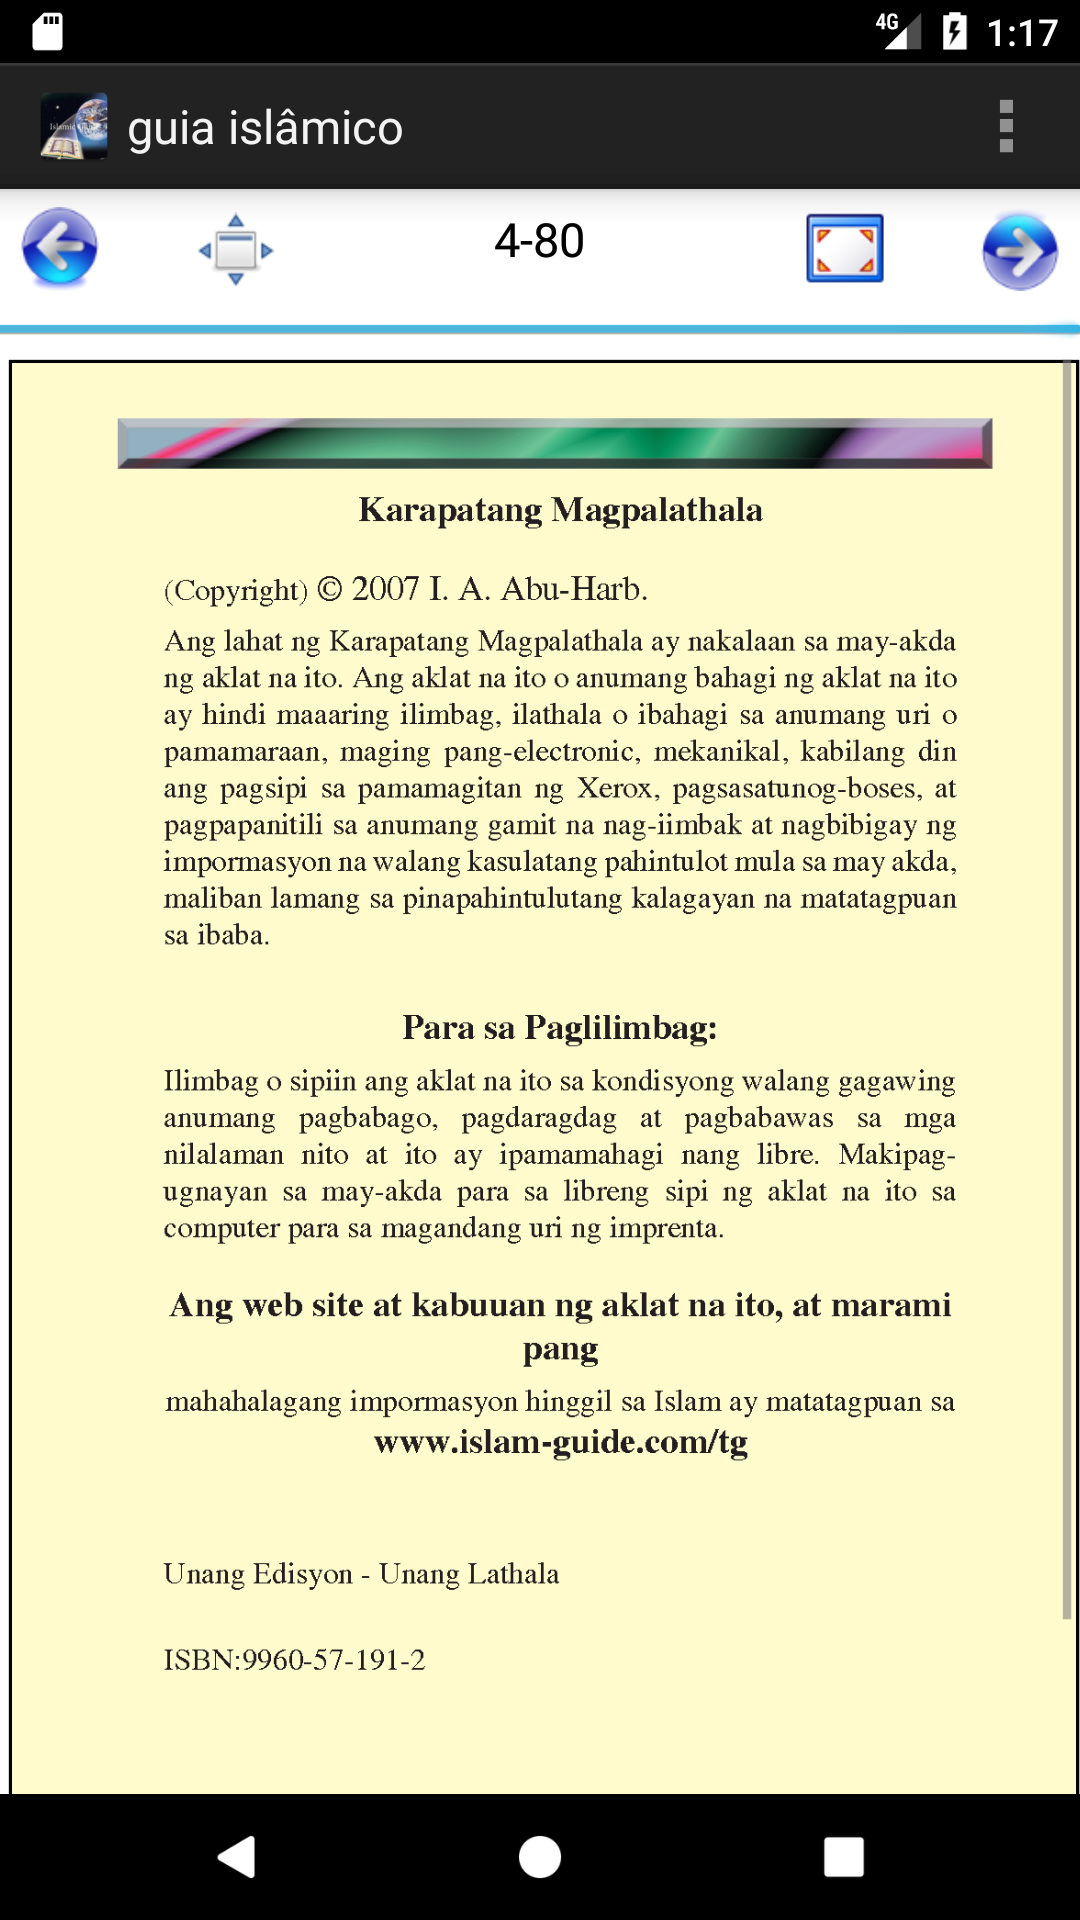 4G 1:17
guia islâmico
4-80
Karapatang Magpalathala
(Copyright) © 2007 I. A. Abu-Harb.
Ang lahat ng Karapatang Magpalathala ay nakalaan sa may-akda
ng aklat na ito. Ang aklat na ito o anumang bahagi ng aklat na ito
ay hindi maaaring ilimbag, ilathala o ibahagi sa anumang uri o
pamamaraan, maging pang-electronic, mekanikal, kabilang din
ang pagsipi sa pamamagitan ng Xerox, pagsasatunog-boses, at
pagpapanitili sa anumang gamit na nag-iimbak at nagbibigay ng
impormasyon na walang kasulatang pahintulot mula sa may akda,
maliban lamang sa pinapahintulutang kalagayan na matatagpuan
sa ibaba.
Para sa Paglilimbag:
Ilimbag o sipiin ang aklat na ito sa kondisyong walang gagawing
anumang pagbabago, pagdaragdag at pagbabawas sa mga
nilalaman nito at ito ay ipamamahagi nang libre. Makipag-
ugnayan sa may-akda para sa libreng sipi ng aklat na ito sa
computer para sa magandang uri ng imprenta.
Ang web site at kabuuan ng aklat na ito, at marami
pang
mahahalagang impormasyon hinggil sa Islam ay matatagpuan sa
www.islam-guide.com/tg
Unang Edisyon - Unang Lathala
ISBN:9960-57-191-2